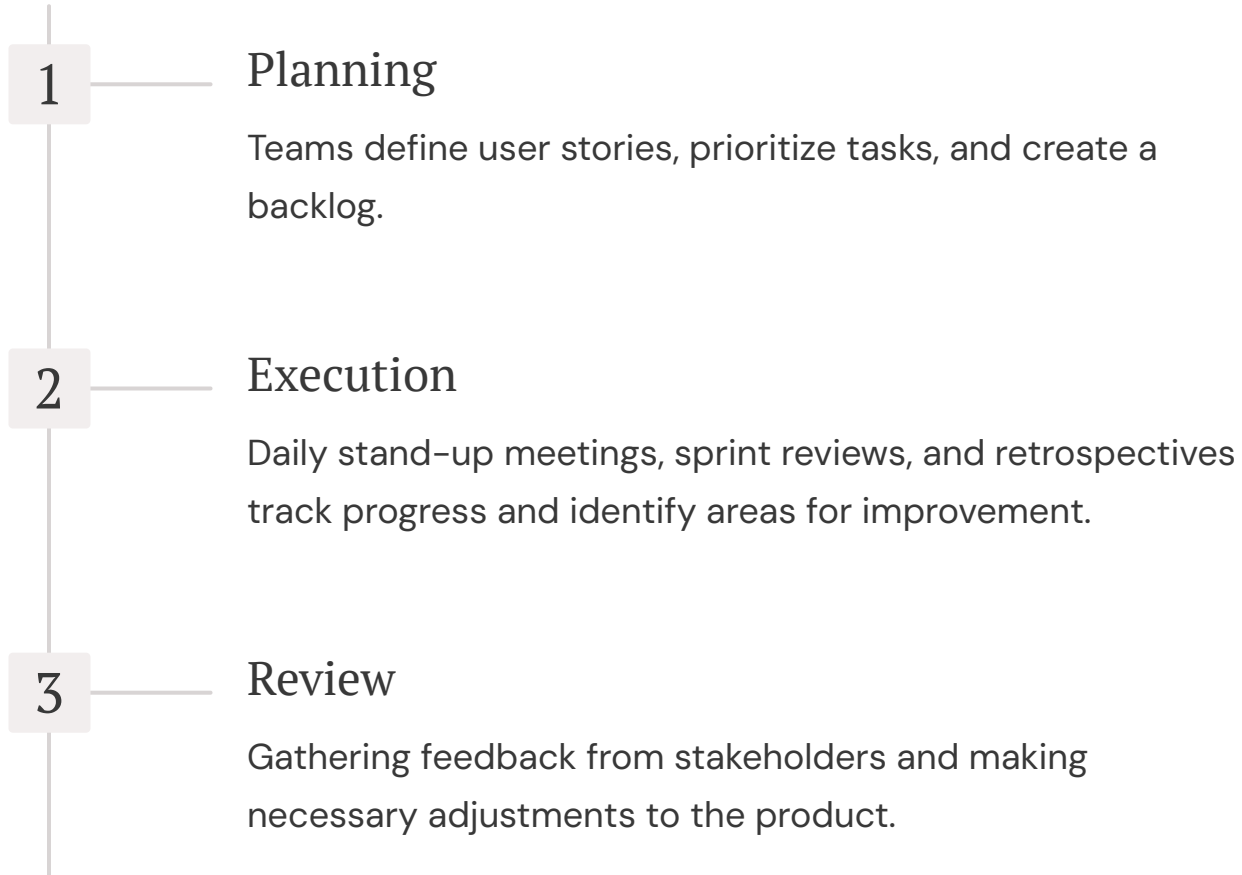 1
Planning
Teams define user stories, prioritize tasks, and create a
backlog.
2
Execution
Daily stand-up meetings, sprint reviews, and retrospectives
track progress and identify areas for improvement.
3
Review
Gathering feedback from stakeholders and making
necessary adjustments to the product.